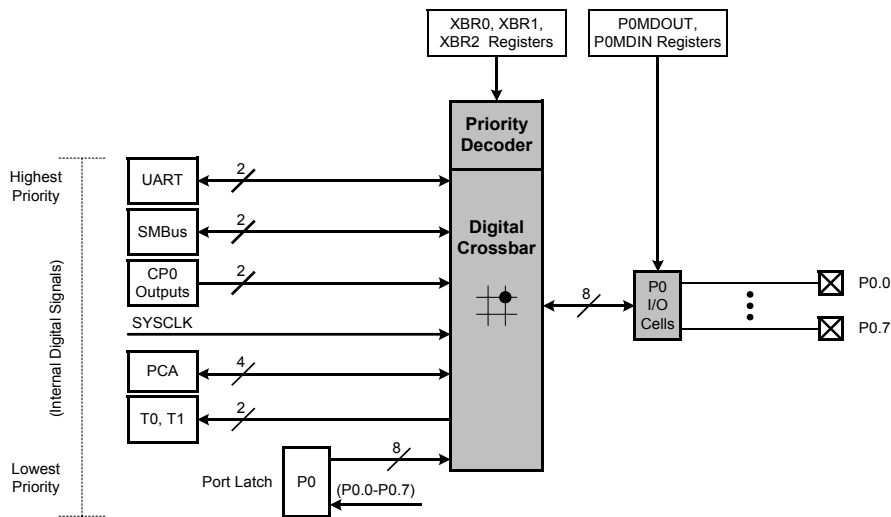 XBR0, XBR1,
XBR2 Registers
P0MDOUT,
P0MDIN Registers
Priority
Decoder
Highest
Priority
UART
2
SMBus
2
Digital
Crossbar
CP0
Outputs
2
SYSCLK
PCA
4
T0, T1
2
(Internal Digital Signals)
8
P0
I/O
Cells
P0.0
P0.7
Lowest
Priority
Port Latch
P0
8
(P0.0-P0.7)